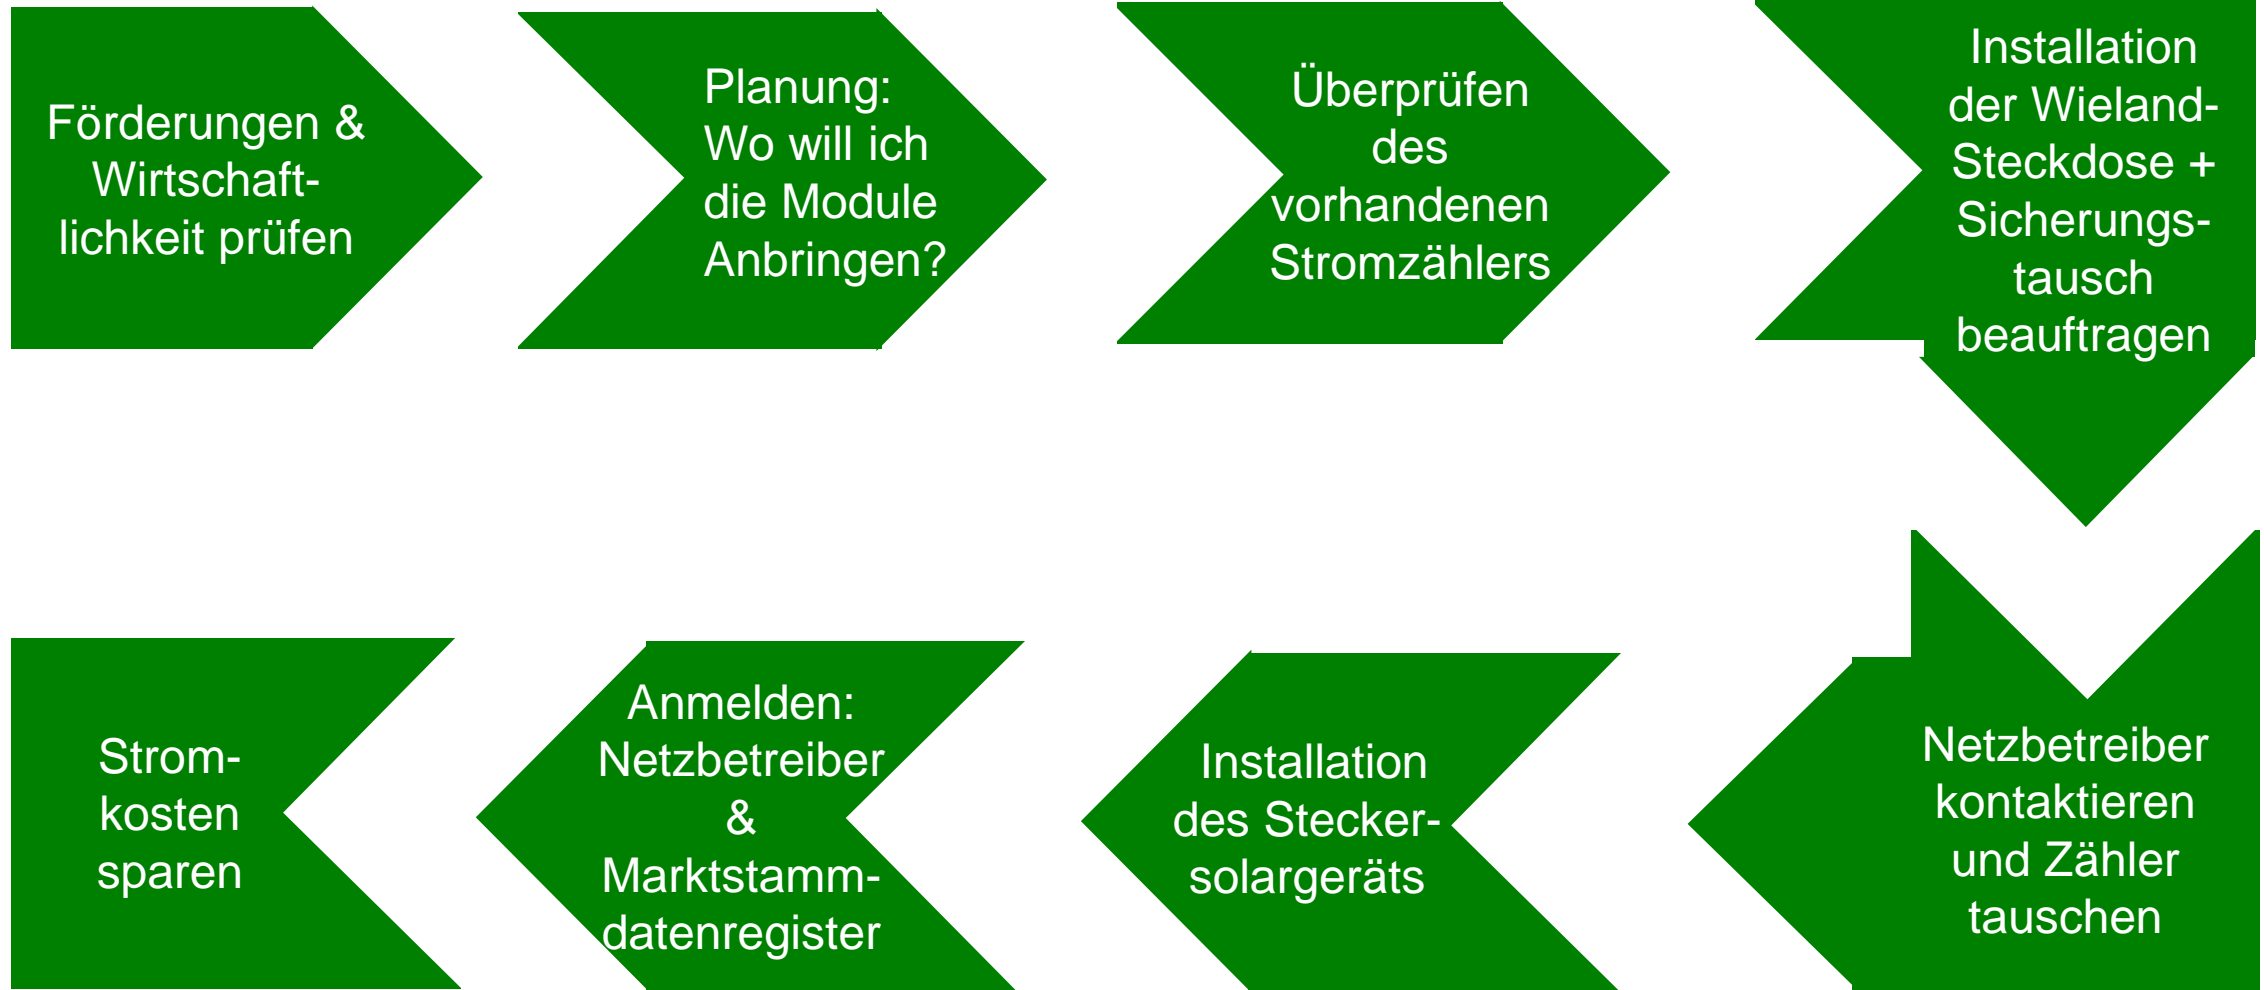 Förderungen &
Wirtschaft-
lichkeit prüfen
Planung:
Wo will ich
die Module
Anbringen?
Überprüfen
des
vorhandenen
Stromzählers
Installation
der Wieland-
Steckdose +
Sicherungs-
tausch
beauftragen
Netzbetreiber
kontaktieren
und Zähler
tauschen
Installation
des Stecker-
solargeräts
Anmelden:
Netzbetreiber
&
Marktstamm-
datenregister
Strom-
kosten
sparen